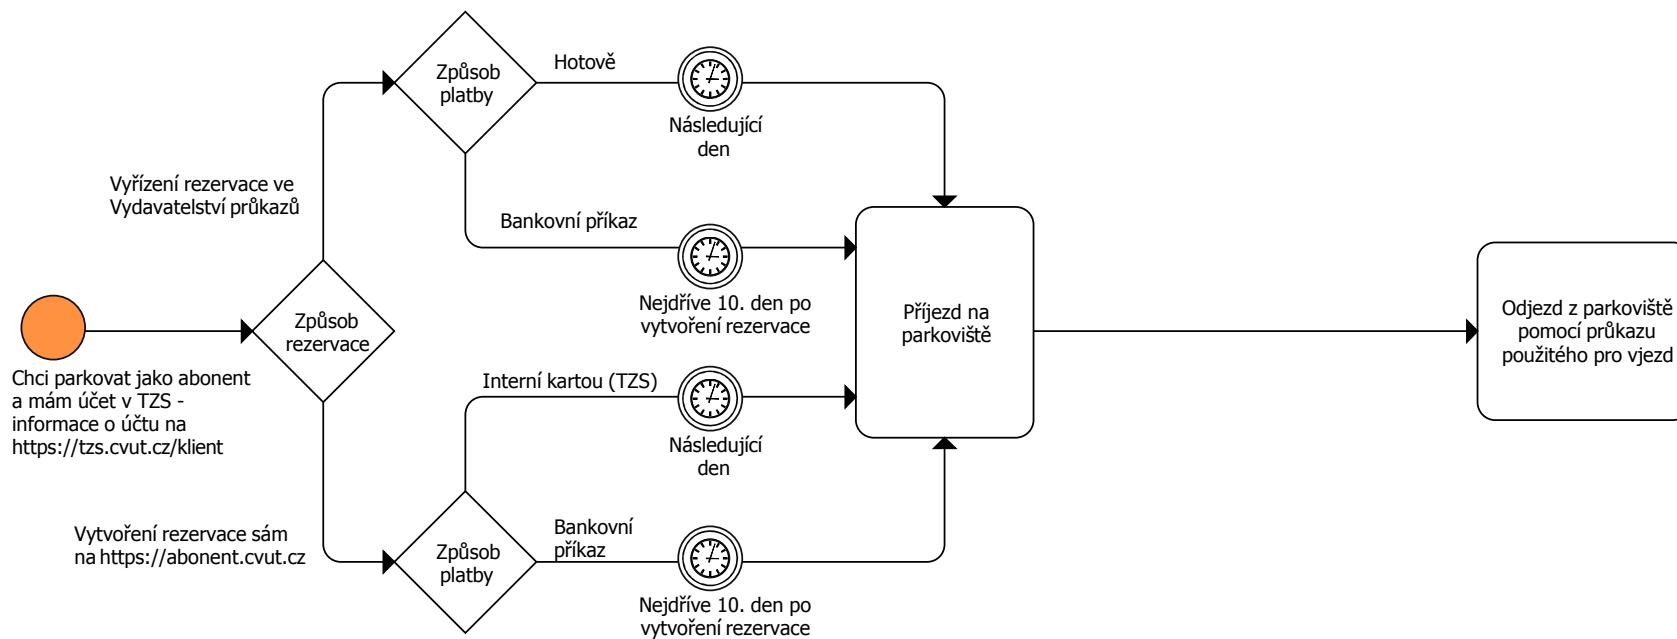 Způsob
platby
Hotově
Následující
den
Vyřízení rezervace ve
Vydavatelství průkazů
Bankovní příkaz
Nejdříve 10. den po
vytvoření rezervace
Způsob
rezervace
Chci parkovat jako abonent
a mám účet v TZS -
informace o účtu na
https://tzs.cvut.cz/klient
Příjezd na
parkoviště
Odjezd z parkoviště
pomocí průkazu
použitého pro vjezd
Interní kartou (TZS)
Následující
den
Vytvoření rezervace sám
na https://abonent.cvut.cz
Způsob
platby
Bankovní
příkaz
Nejdříve 10. den po
vytvoření rezervace